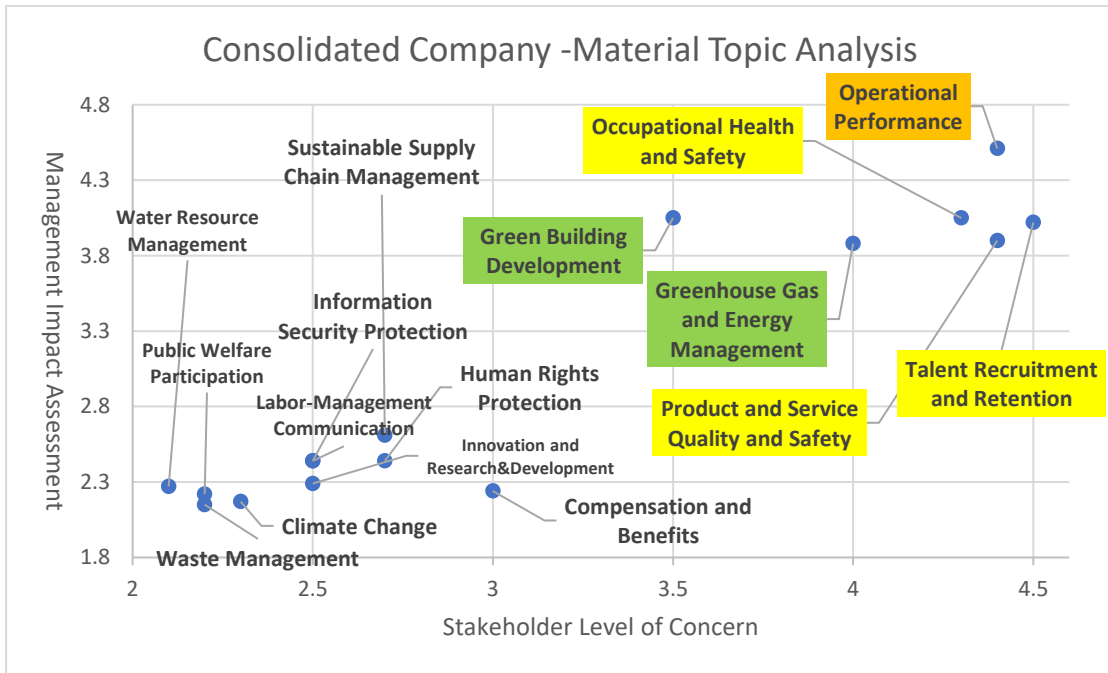 Consolidated Company -Material Topic Analysis
Management Impact Assessment
4.8
4.3
3.8
3.3
2.8
2.3
1.8
Operational
Performance
Occupational Health
and Safety
Sustainable Supply
Chain Management
Water Resource
Management
Green Building
Development
Greenhouse Gas
and Energy
Management
Information
Security Protection
Public Welfare
Participation
Human Rights
Protection
Talent Recruitment
and Retention
Labor-Management
Communication
Product and Service
Quality and Safety
Innovation and
Research&Development
Climate Change
Compensation and
Benefits
Waste Management
2
2.5
3
3.5
4
4.5
Stakeholder Level of Concern